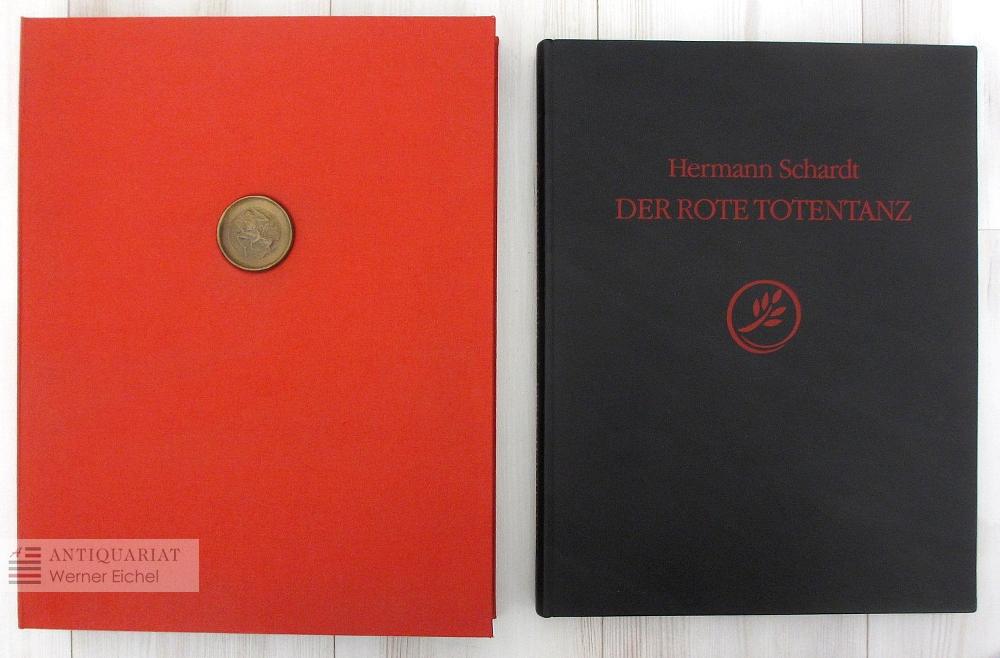 Hermann Schardt
DER ROTE TOTENTANZ
ANTIQUARIAT
Werner Eichel